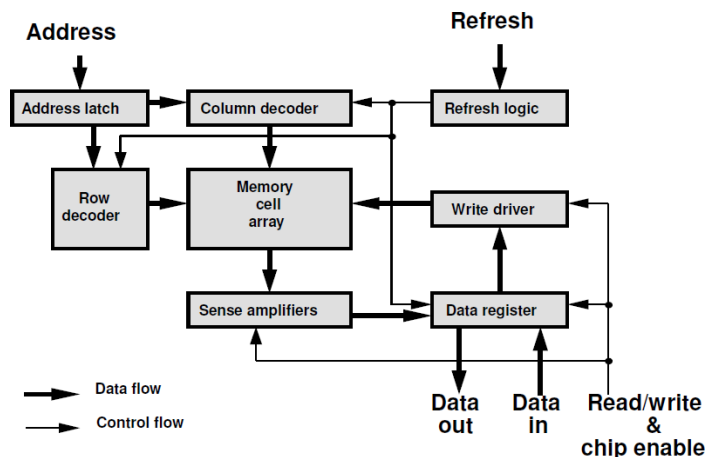 Address
Refresh
Address latch
Column decoder
Refresh logic
Row
decoder
Memory
cell
array
Write driver
Sense amplifiers
Data register
Data flow
Control flow
Data
out
Data
in
Read/write
&
chip enable